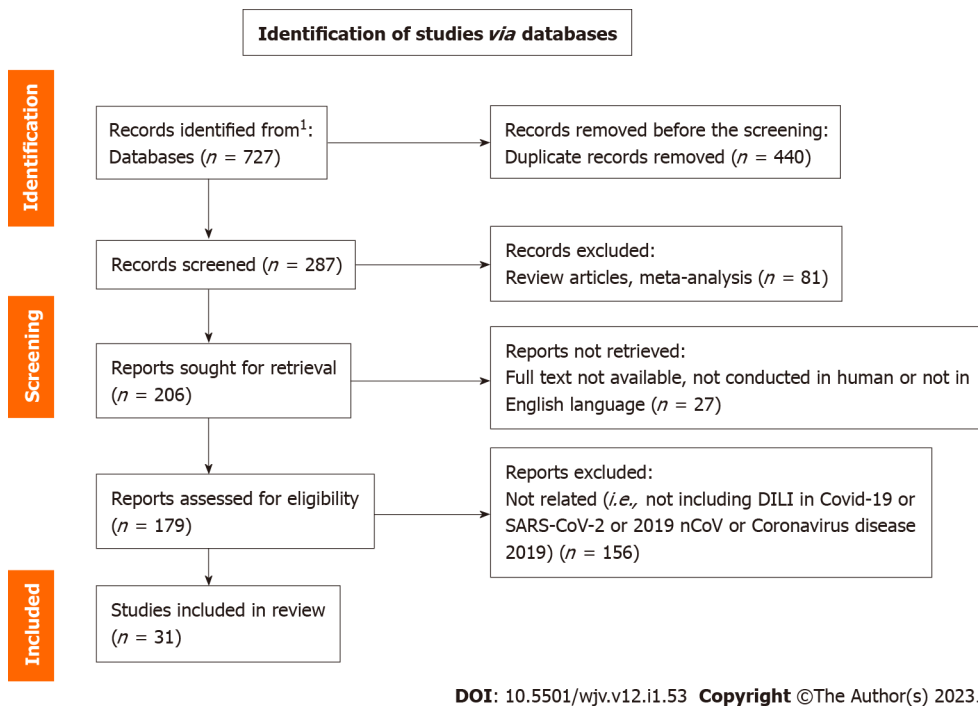 Identification of studies via databases
Identification
Records identified from1:
Databases (n = 727)
Records removed before the screening:
Duplicate records removed (n = 440)
Records screened (n = 287)
Records excluded:
Review articles, meta-analysis (n = 81)
Screening
Reports sought for retrieval
(n = 206)
Reports not retrieved:
Full text not available, not conducted in human or not in
English language (n = 27)
Reports assessed for eligibility
(n = 179)
Reports excluded:
Not related (i.e., not including DILI in Covid-19 or
SARS-CoV-2 or 2019 nCoV or Coronavirus disease
2019) (n = 156)
Included
Studies included in review
(n = 31)
DOI: 10.5501/wjv.v12.i1.53 Copyright ©The Author(s) 2023.